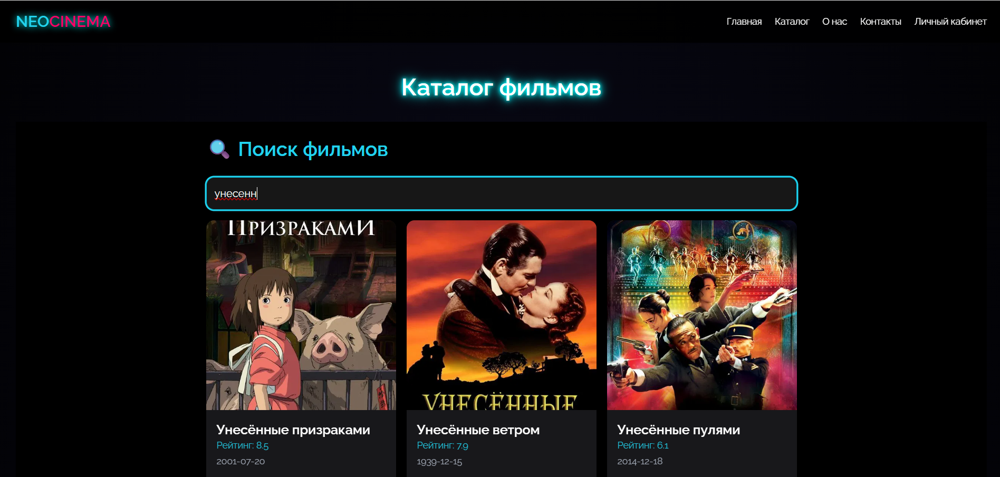 NEOCINEMA
Главная Каталог О нас Контакты Личный кабинет
Каталог фильмов
Поиск фильмов
унесенн
ПРИЗРАКАМИ
УНЕСЁННЫЕ
Унесённые призраками
Рейтинг: 8.5
2001-07-20
Унесённые ветром
Рейтинг: 7.9
1939-12-15
Унесённые пулями
Рейтинг: 6.1
2014-12-18